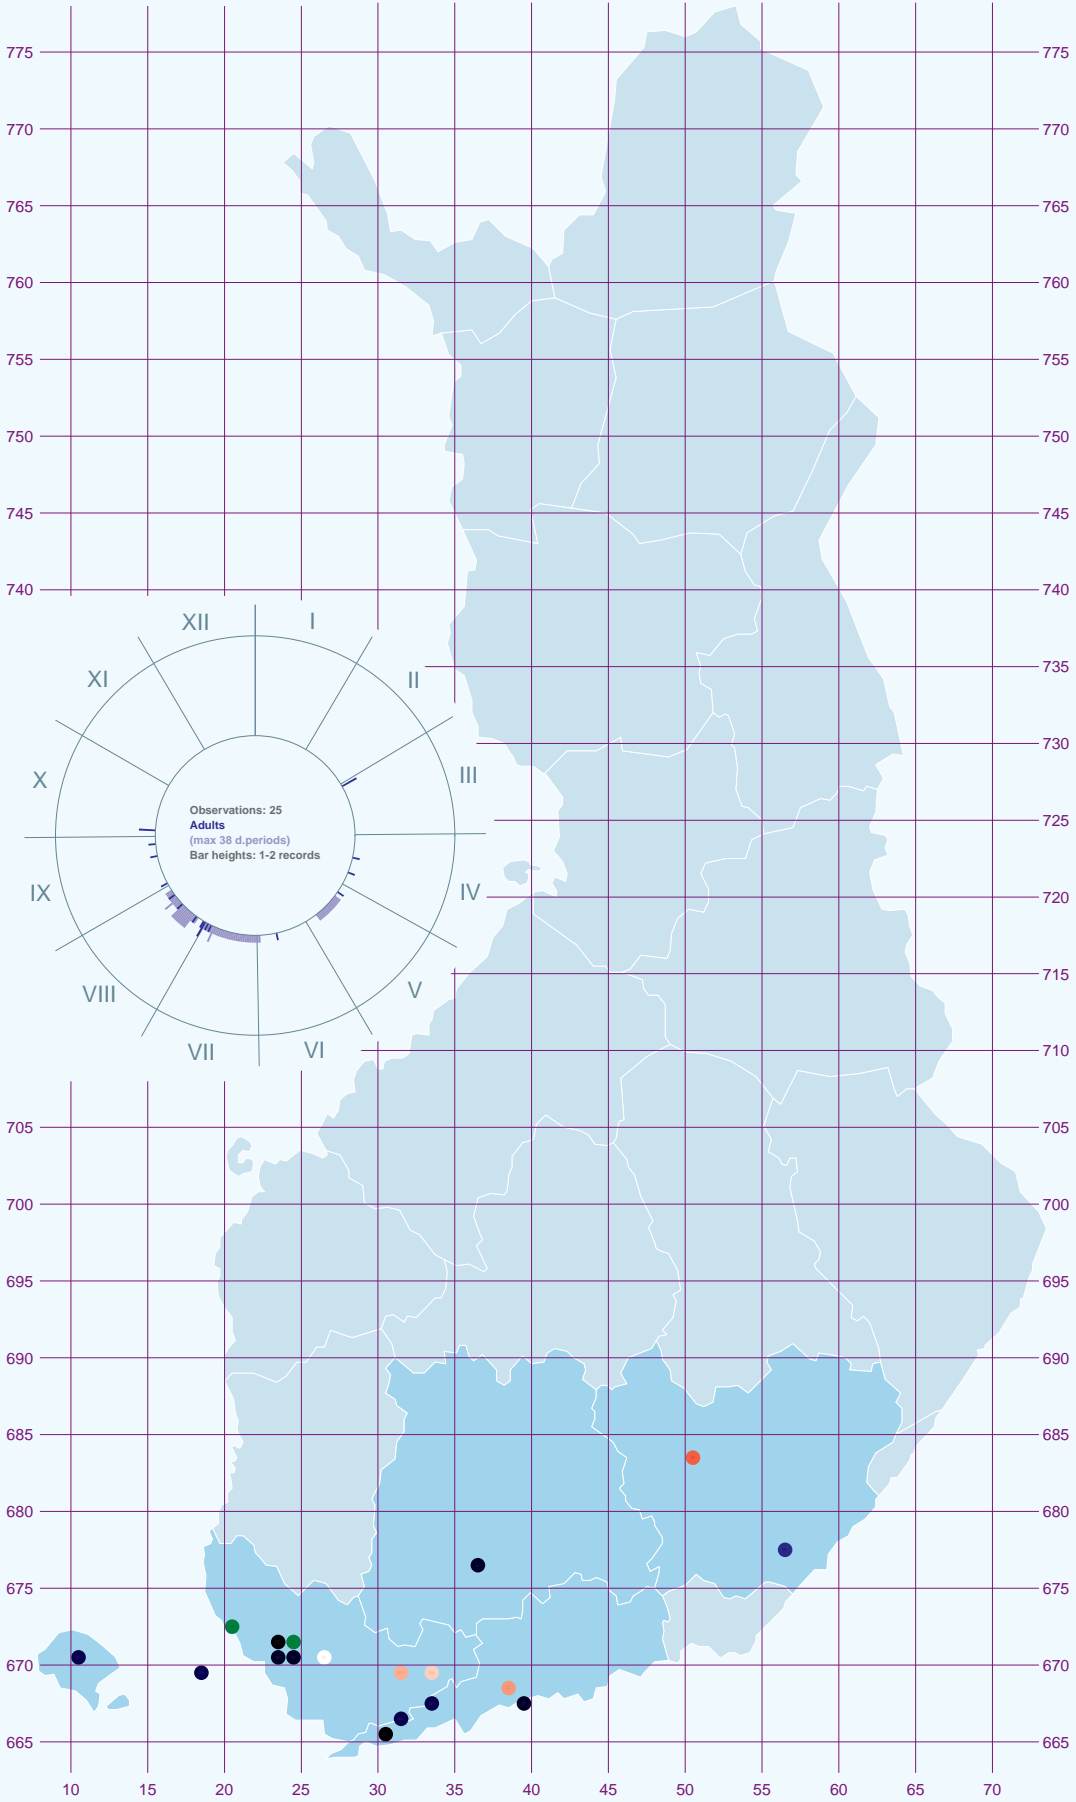 775 775
770 770
765 765
760 760
755 755
750 750
745 745
740 740
XII I
735
XI II
730
X III
Observations: 25
Adults
(max 38 d.periods)
Bar heights: 1-2 records
725
IX IV
720
VIII V
715
VII VI
710
705 705
700 700
695 695
690 690
685 685
680 680
675 675
670 670
665 665
10 15 20 25 30 35 40 45 50 55 60 65 70